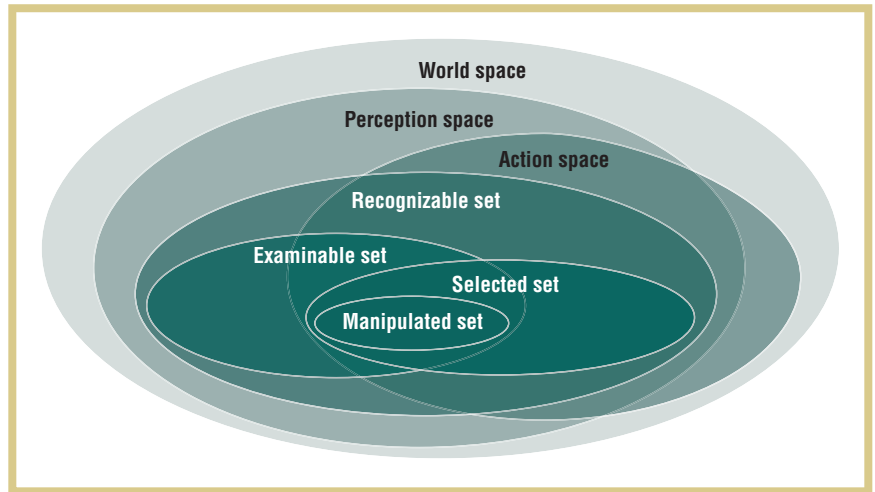 World space
Perception space
Action space
Recognizable set
Examinable set
Selected set
Manipulated set